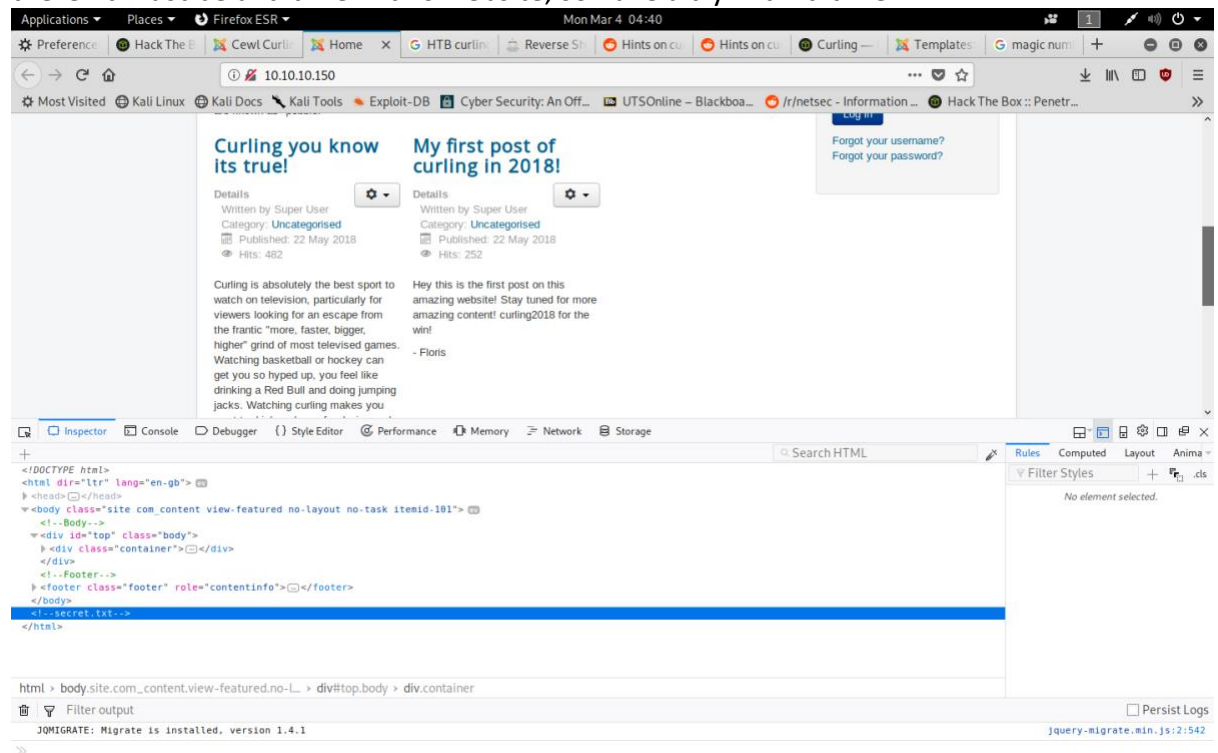 Applications ▾ Places ▾ Firefox ESR ▾ Mon Mar 4 04:40 1
Preference Hack The B Cewl Curlin Home × G HTB curlin Reverse Sh Hints on cu Hints on cu Curling — Templates G magic num +
10.10.10.150
Most Visited Kali Linux Kali Docs Kali Tools Exploit-DB Cyber Security: An Off... UTSOnline – Blackboa... /r/netsec - Information ... Hack The Box :: Penetr... »
Log in
Forgot your username?
Forgot your password?
Curling you know
its true!
Details
Written by Super User
Category: Uncategorised
Published: 22 May 2018
Hits: 482
Curling is absolutely the best sport to
watch on television, particularly for
viewers looking for an escape from
the frantic "more, faster, bigger,
higher" grind of most televised games.
Watching basketball or hockey can
get you so hyped up, you feel like
drinking a Red Bull and doing jumping
jacks. Watching curling makes you
My first post of
curling in 2018!
Details
Written by Super User
Category: Uncategorised
Published: 22 May 2018
Hits: 252
Hey this is the first post on this
amazing website! Stay tuned for more
amazing content! curling2018 for the
win!
- Floris
Inspector Console Debugger {} Style Editor Performance Memory Network Storage
+ Search HTML Rules Computed Layout Anima
Filter Styles + .cls
No element selected.
<!DOCTYPE html>
<html dir="ltr" lang="en-gb">
<head></head>
<body class="site com_content view-featured no-layout no-task itemid-101">
<!--Body-->
<div id="top" class="body">
<div class="container"></div>
</div>
<!--Footer-->
<footer class="footer" role="contentinfo"></footer>
</body>
<!--secret.txt-->
</html>
html › body.site.com_content.view-featured.no-l... › div#top.body › div.container
Filter output Persist Logs
JQMIGRATE: Migrate is installed, version 1.4.1 jquery-migrate.min.js:2:542
»